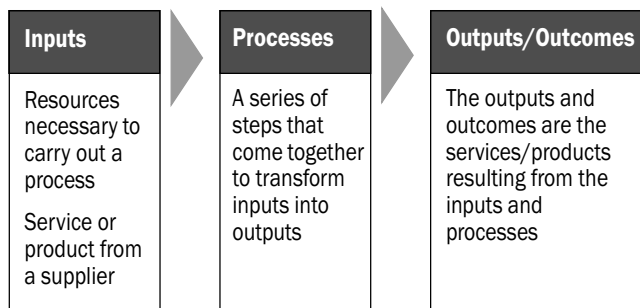 Inputs
Resources
necessary to
carry out a
process
Service or
product from
a supplier
Processes
A series of
steps that
come together
to transform
inputs into
outputs
Outputs/Outcomes
The outputs and
outcomes are the
services/products
resulting from the
inputs and
processes